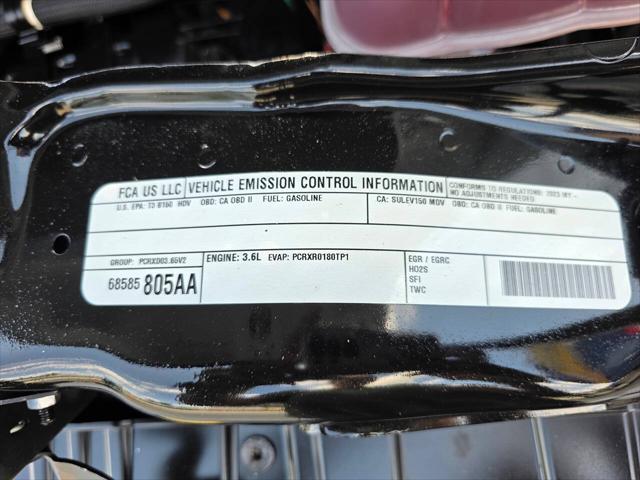 FCA US LLC VEHICLE EMISSION CONTROL INFORMATION CONFORMS TO REGULATIONS: 2023 MY -
NO ADJUSTMENTS NEEDED
U.S. EPA: T3 B150 HDV OBD: CA OBD II FUEL: GASOLINE CA: SULEV150 MDV OBD: CA OBD II FUEL: GASOLINE
GROUP: PCRXD03.65V2 ENGINE: 3.6L EVAP: PCRXR0180TP1 EGR / EGRC
HO2S
SFI
TWC
68585 805AA